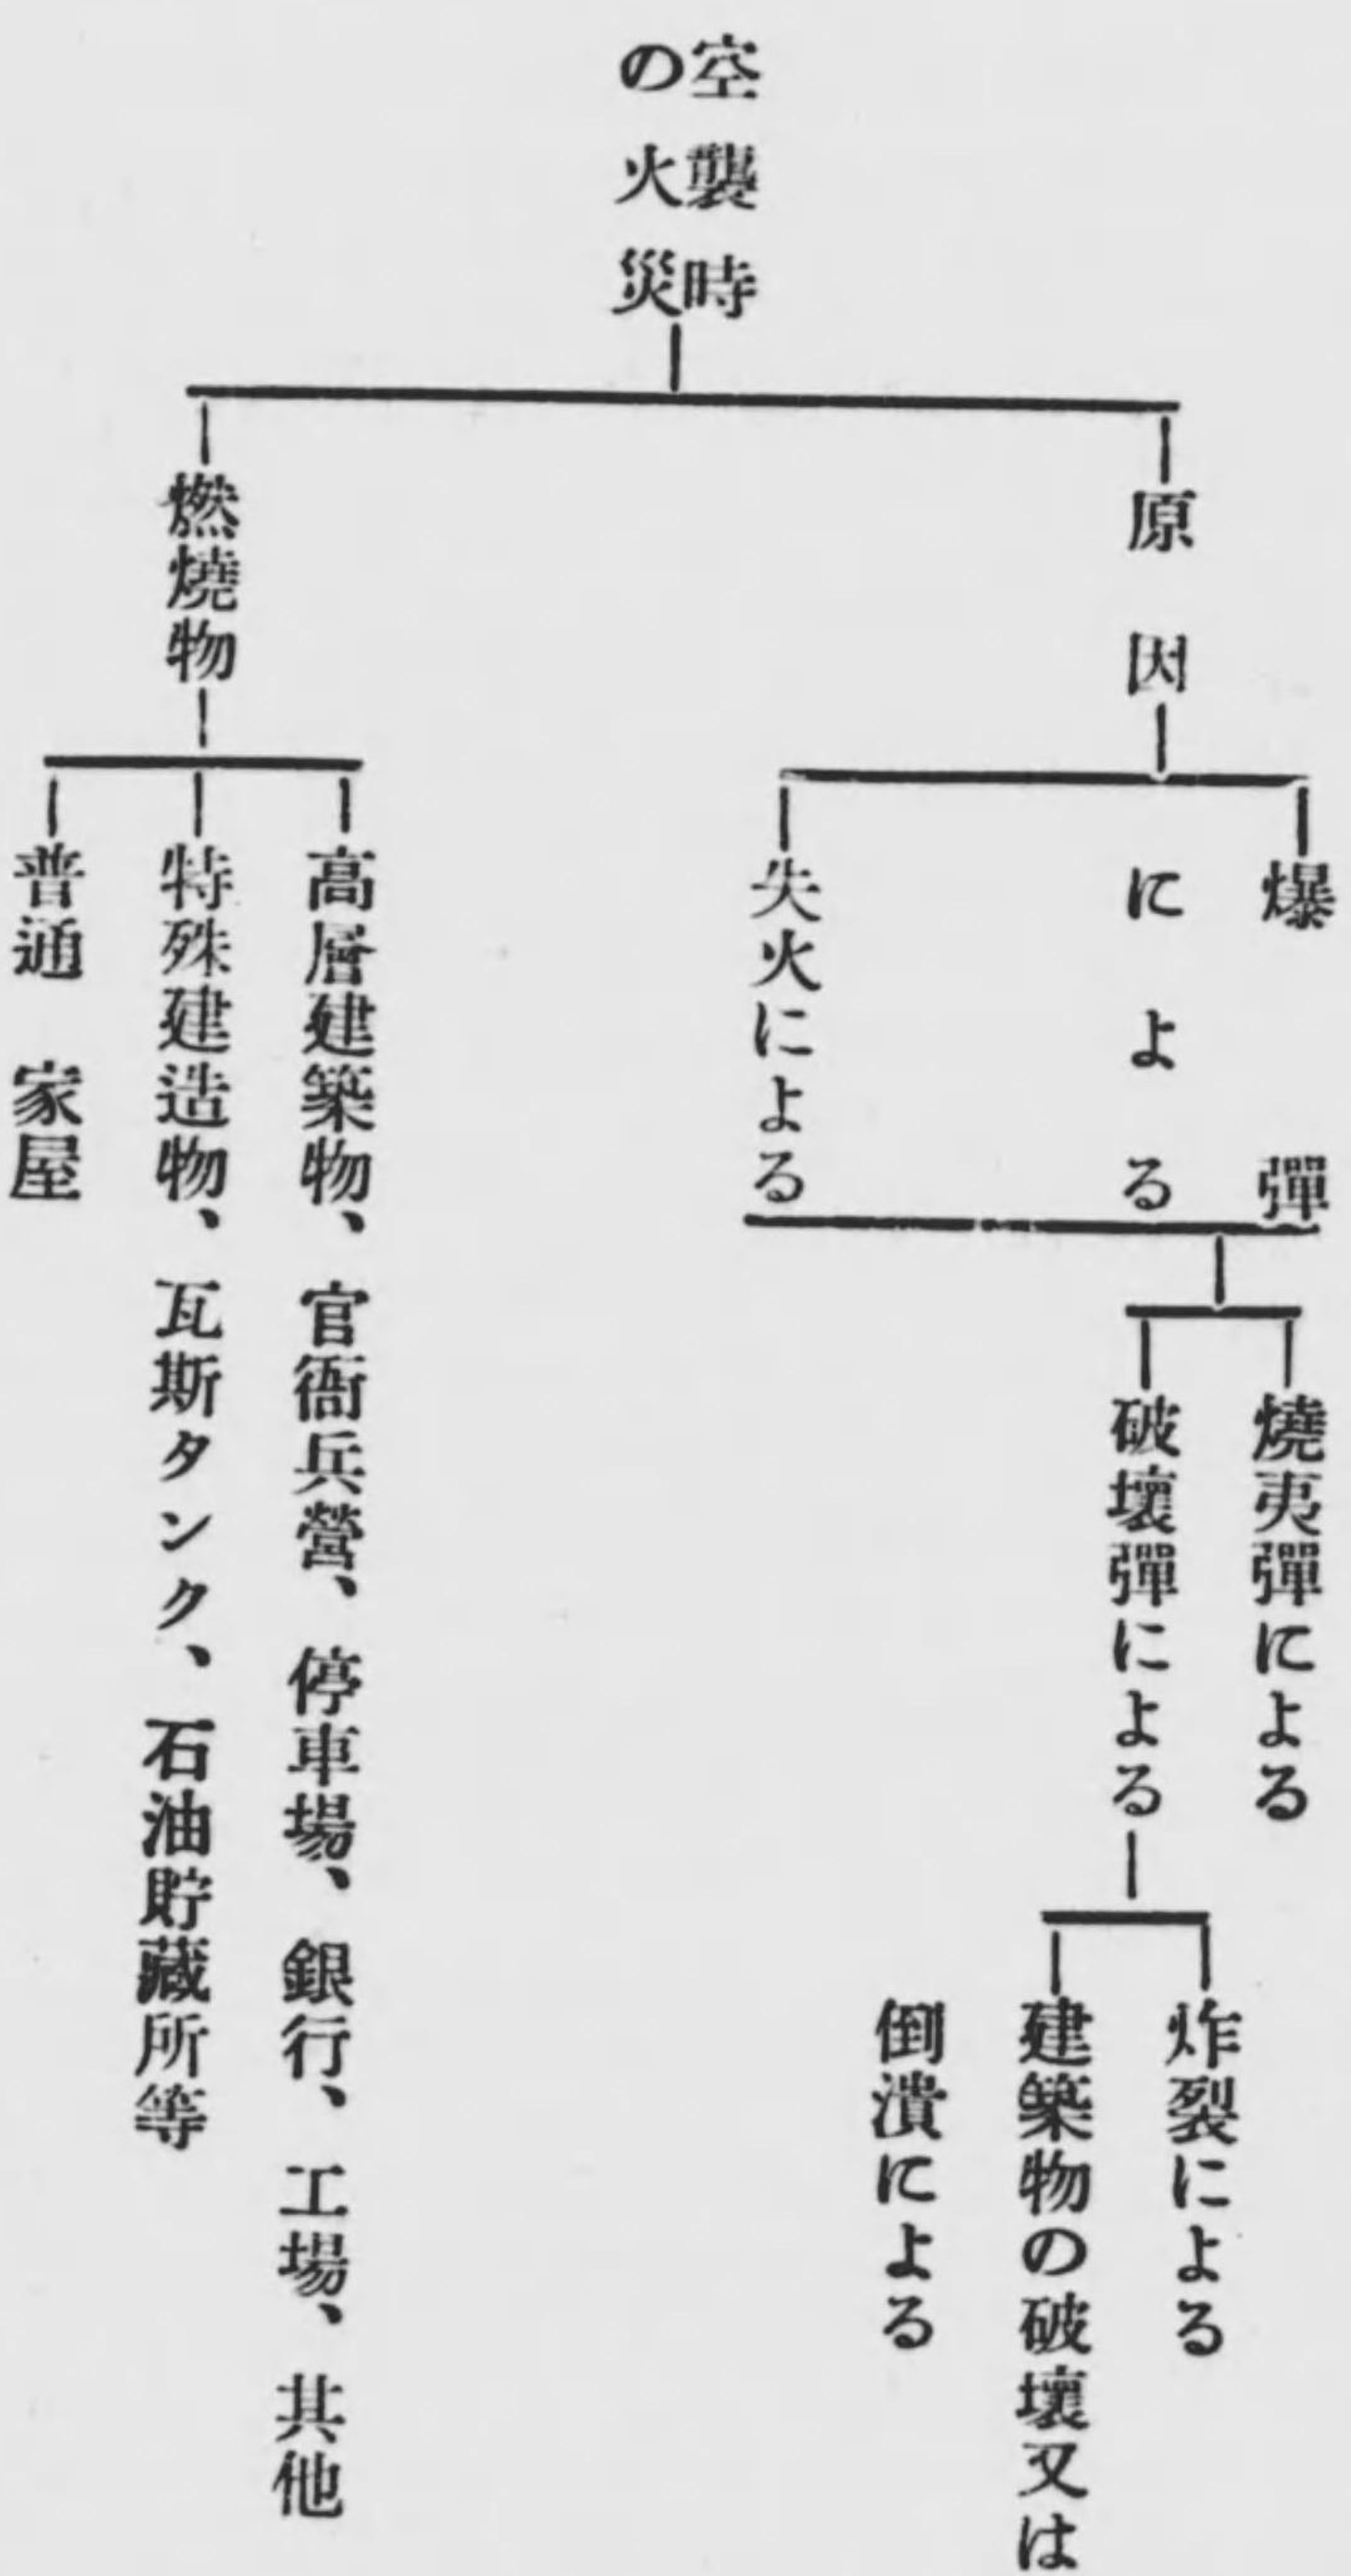 空襲時
の火災
原因
爆彈
による
燒夷彈による
破壞彈による
炸裂による
建築物の破壞又は
倒潰による
失火による
燃燒物
高層建築物、官衙兵營、停車場、銀行、工場、其他
特殊建造物、瓦斯タンク、石油貯藏所等
普通家屋